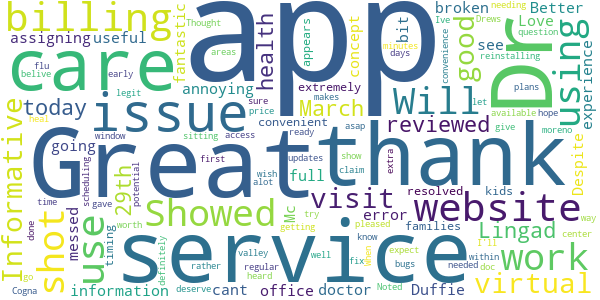 billing
app
Dr
fantastic
Thought
areas
appears
bit
broken
Ive
Drews
needing
Better
Love
question
minutes
convenience
days
reinstalling
assigning
useful
flu
belive
early
care
health
concept
see
good
using
experience
annoying
extremely
legit
makes
sure
plans
let
today
issue
March
Will
available
hope
price
reviewed
give
moreno
convenient
asap
window
access
sitting
ready
Informative
messed
going
Great
thank
Despite
neal
scheduling
first
updates
show
extra
kids
29th
full
wish
alot
claim
resolved
time
potential
visit
website
way
shot
use
gave
Showed
Mc
try
error
families
Lingad
center
done
worth
timing
getting
pleased
know
expect
within
I'll
work
information
definitely
service
rather
valley
well
fix
when
bugs
needed
doc
virtual
go
cant
deserve
regular
office
heard
doctor
Noted
Duffie
Cogna